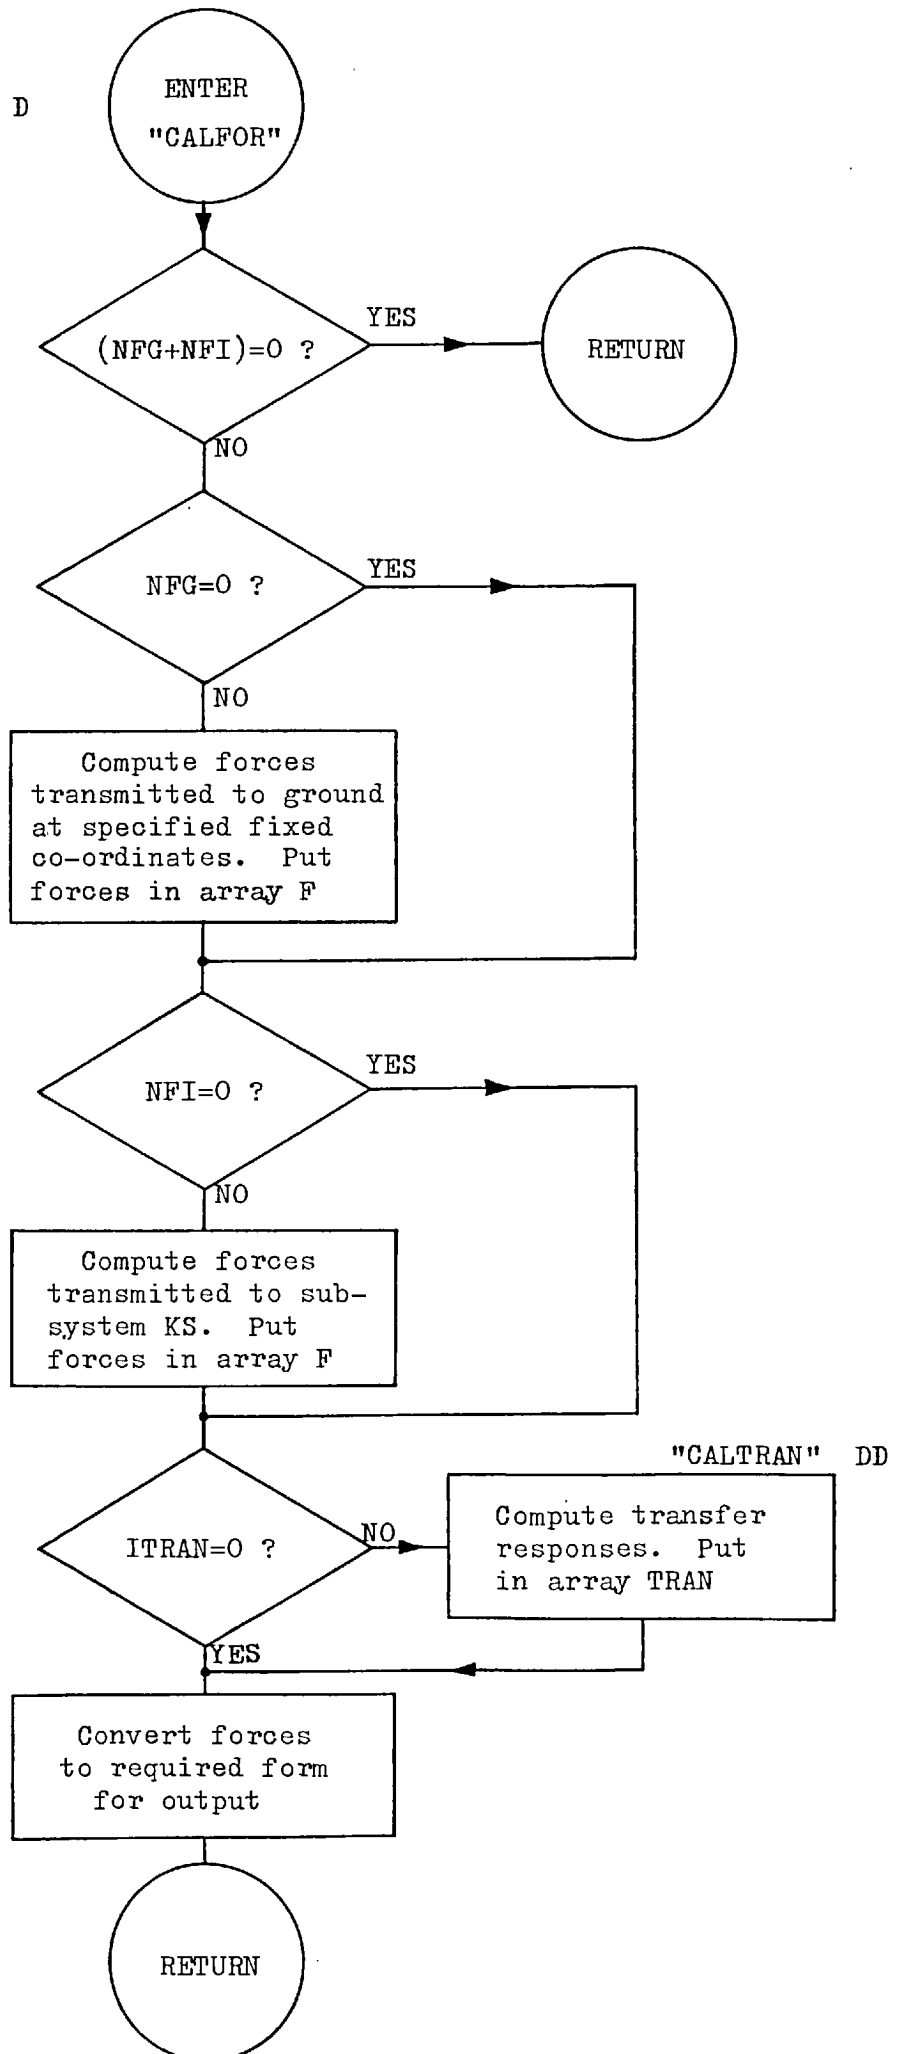 D
ENTER
"CALFOR"
(NFG+NFI)=0 ?
YES
RETURN
NO
NFG=0 ?
YES
NO
Compute forces
transmitted to ground
at specified fixed
co-ordinates. Put
forces in array F
NFI=0 ?
YES
NO
Compute forces
transmitted to sub-
system KS. Put
forces in array F
"CALTRAN" DD
ITRAN=0 ?
NO
Compute transfer
responses. Put
in array TRAN
YES
Convert forces
to required form
for output
RETURN